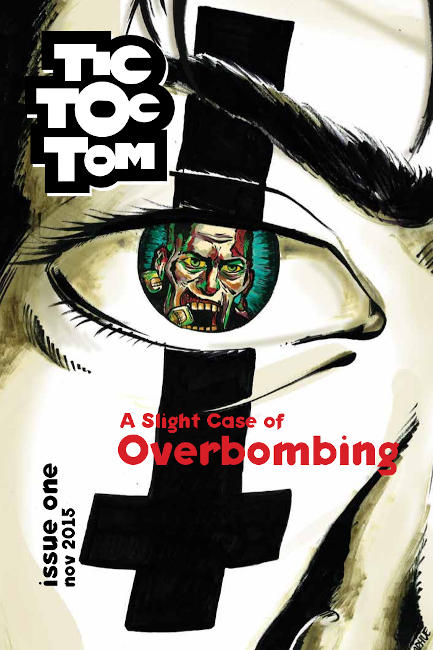 TIC
TOC
TOM
A Slight Case of
Overbombing
issue one
nov 2015